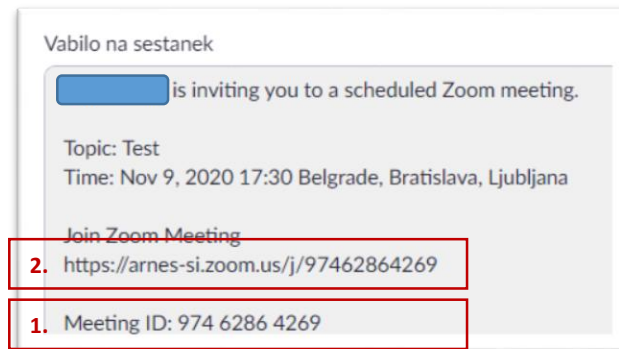 Vabilo na sestanek
is inviting you to a scheduled Zoom meeting.
Topic: Test
Time: Nov 9, 2020 17:30 Belgrade, Bratislava, Ljubljana
Join Zoom Meeting
2. https://arnes-si.zoom.us/j/97462864269
1. Meeting ID: 974 6286 4269